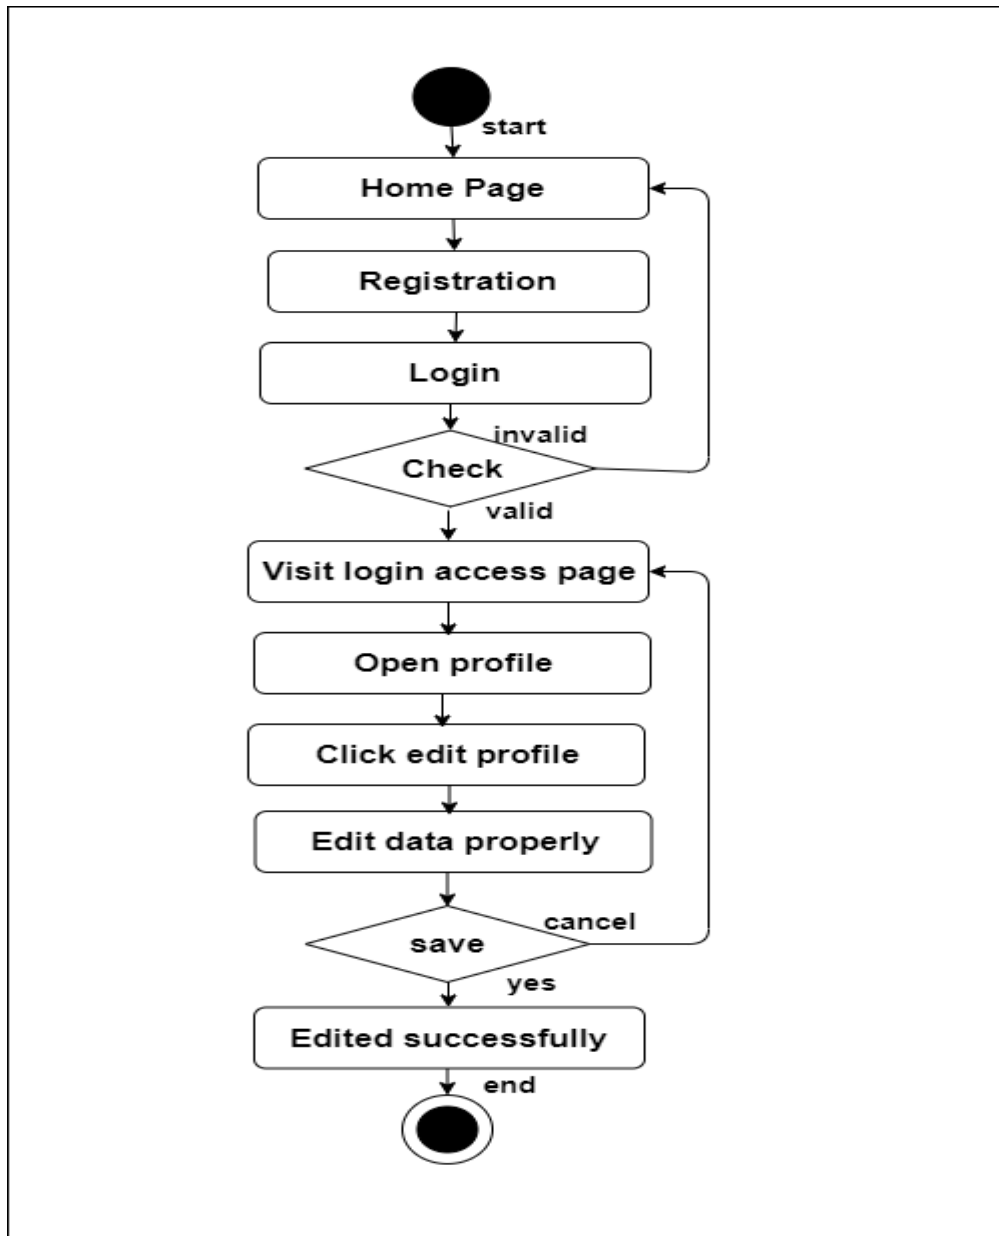 start
Home Page
Registration
Login
invalid
Check
valid
Visit login access page
Open profile
Click edit profile
Edit data properly
cancel
save
yes
Edited successfully
end